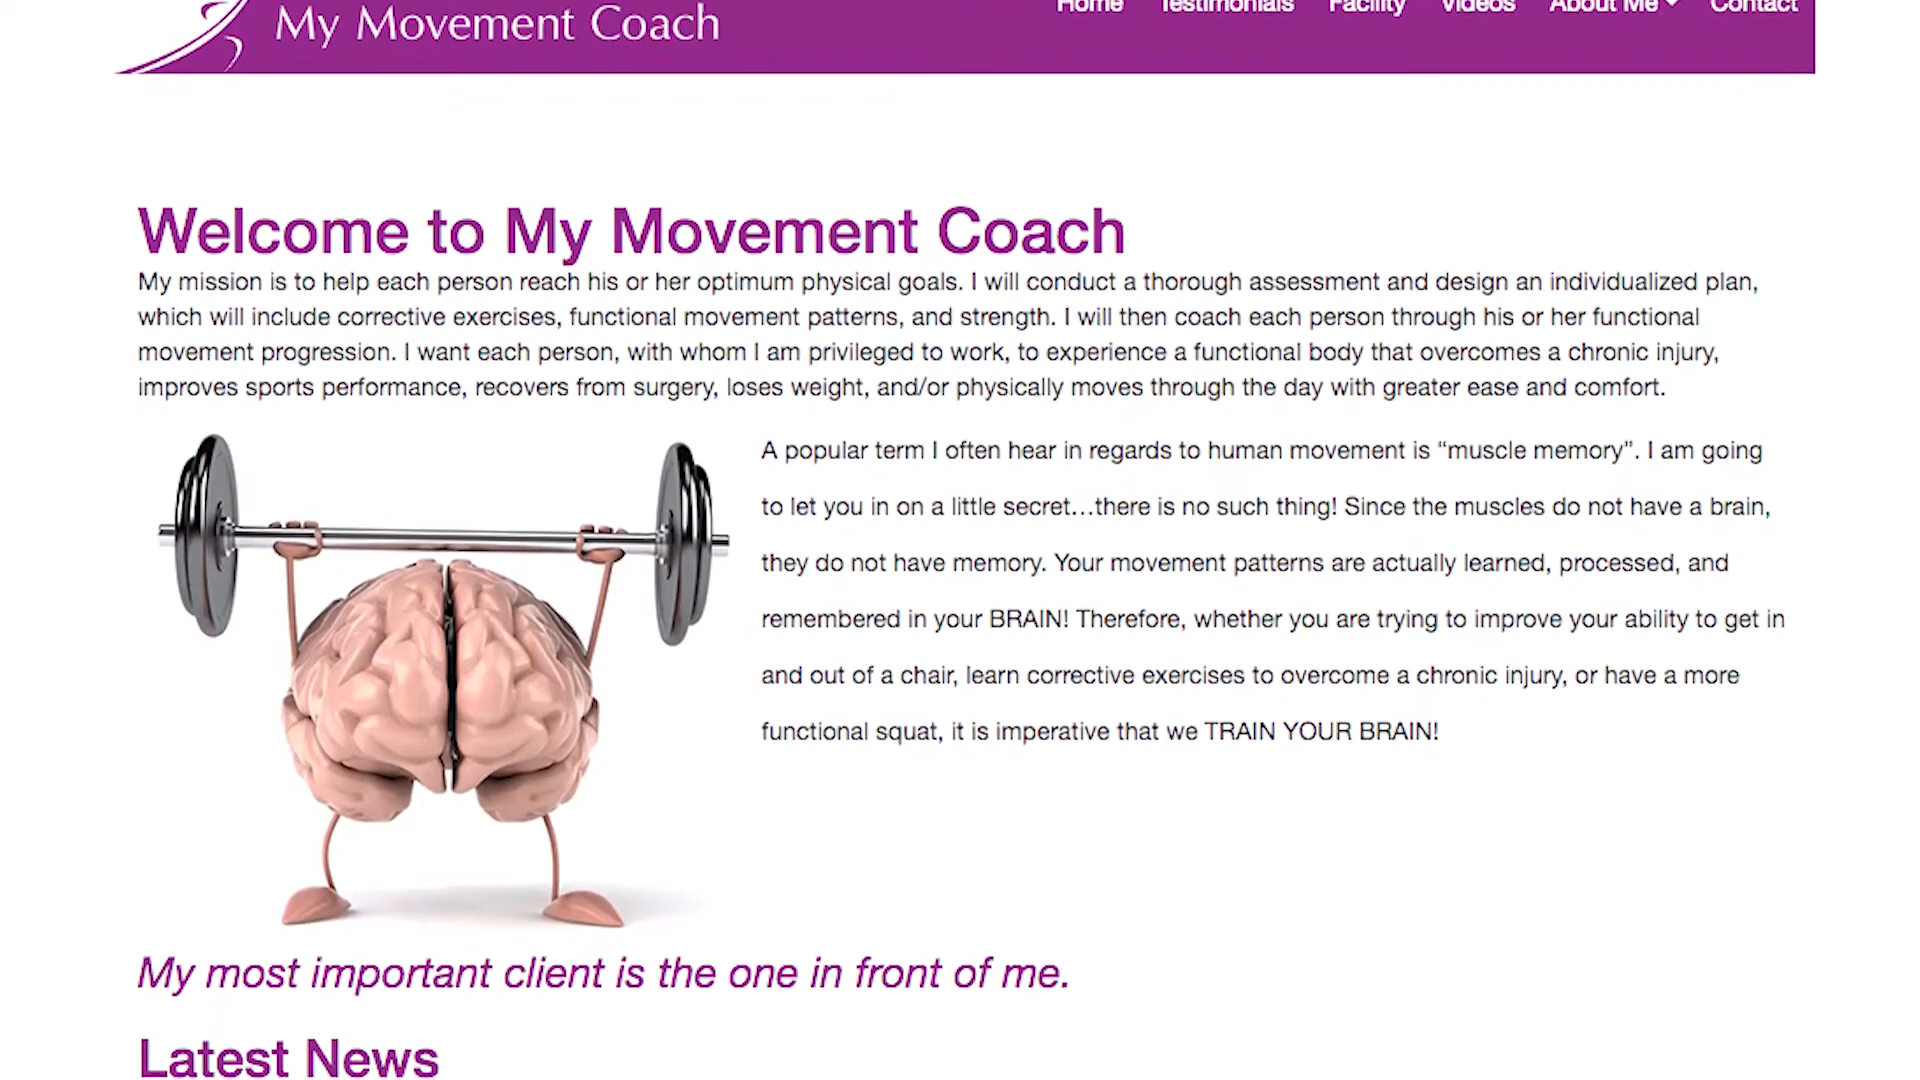 My Movement Coach
Home Testimonials Facility Videos About Me Contact
Welcome to My Movement Coach
My mission is to help each person reach his or her optimum physical goals. I will conduct a thorough assessment and design an individualized plan,
which will include corrective exercises, functional movement patterns, and strength. I will then coach each person through his or her functional
movement progression. I want each person, with whom I am privileged to work, to experience a functional body that overcomes a chronic injury,
improves sports performance, recovers from surgery, loses weight, and/or physically moves through the day with greater ease and comfort.
A popular term I often hear in regards to human movement is “muscle memory”. I am going
to let you in on a little secret…there is no such thing! Since the muscles do not have a brain,
they do not have memory. Your movement patterns are actually learned, processed, and
remembered in your BRAIN! Therefore, whether you are trying to improve your ability to get in
and out of a chair, learn corrective exercises to overcome a chronic injury, or have a more
functional squat, it is imperative that we TRAIN YOUR BRAIN!
My most important client is the one in front of me.
Latest News